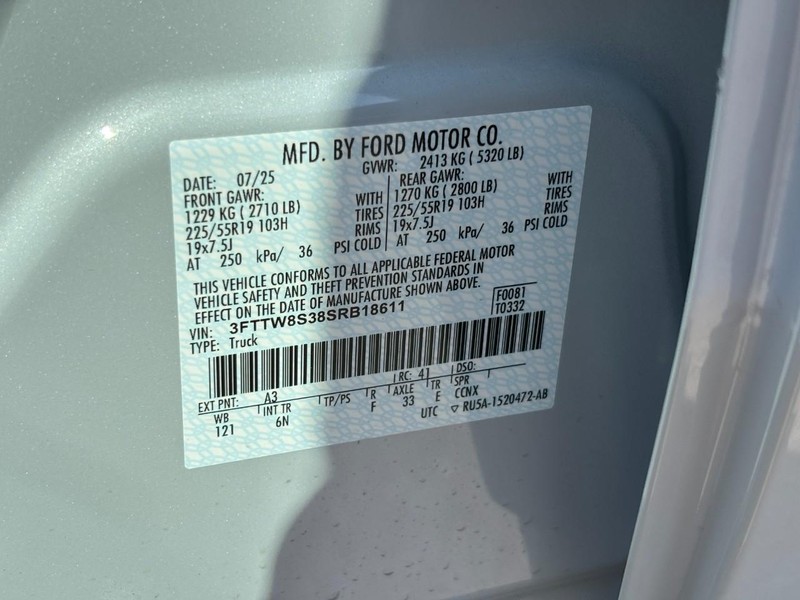 MFD. BY FORD MOTOR CO.
DATE: 07/25 GVWR: 2413 KG ( 5320 LB)
FRONT GAWR: REAR GAWR:
1229 KG ( 2710 LB) WITH 1270 KG ( 2800 LB) WITH
225/55R19 103H TIRES 225/55R19 103H TIRES
19x7.5J RIMS 19x7.5J RIMS
AT 250 kPa/ 36 PSI COLD AT 250 kPa/ 36 PSI COLD
THIS VEHICLE CONFORMS TO ALL APPLICABLE FEDERAL MOTOR
VEHICLE SAFETY AND THEFT PREVENTION STANDARDS IN
EFFECT ON THE DATE OF MANUFACTURE SHOWN ABOVE.
VIN: 3FTTW8S38SRB18611 F0081
TYPE: Truck T0332
EXT PNT: A3 RC: 41 DSO:
WB INT TR TP/PS R AXLE TR SPR
121 6N F 33 E CCNX
UTC ▽ RU5A-1520472-AB